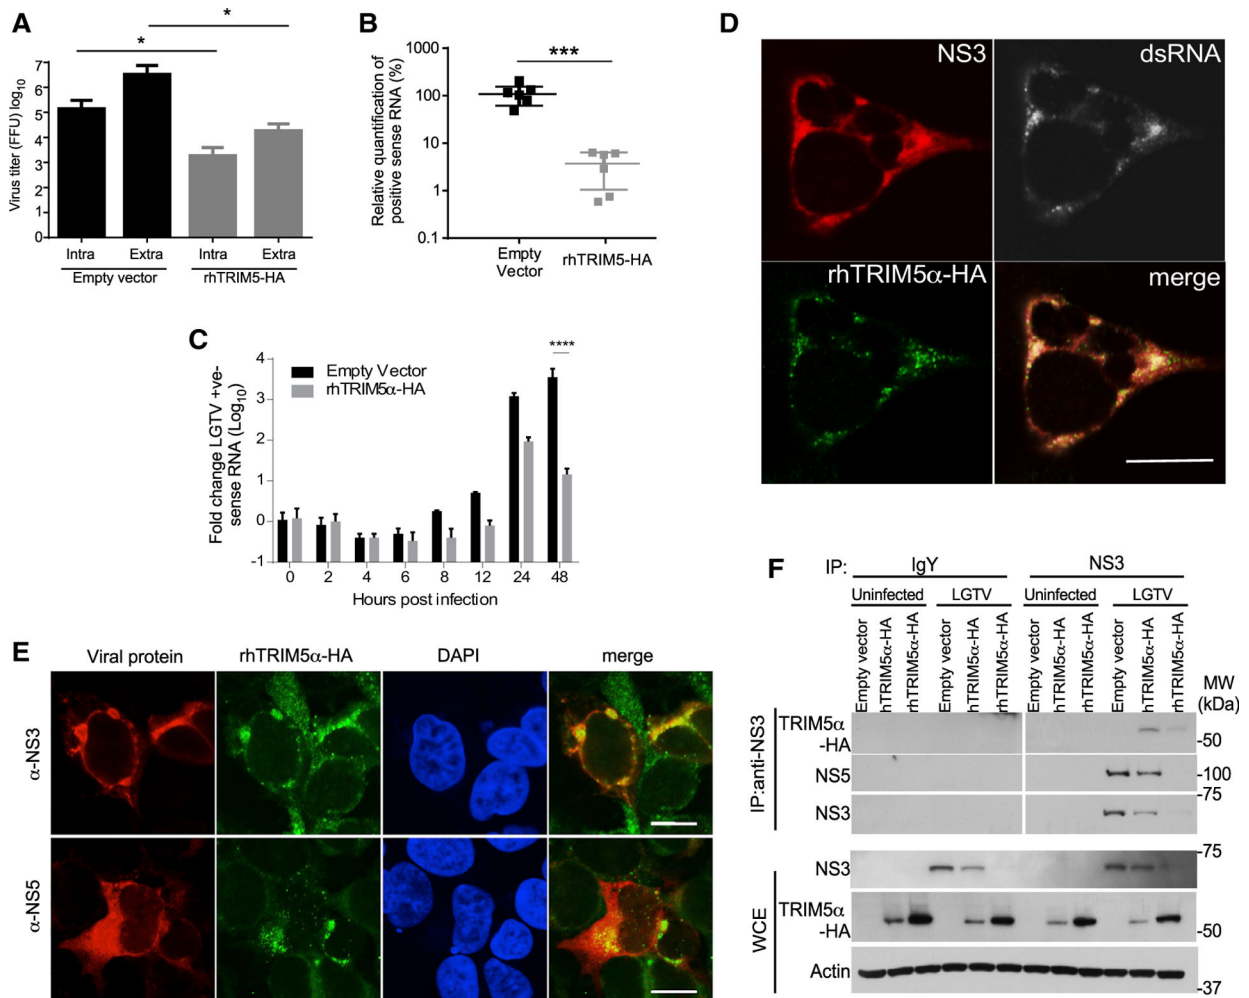 A
*
*
Virus titer (FFU) log10
7
6
5
4
3
2
1
0
Intra
Extra
Intra
Extra
Empty vector
rhTRIM5-HA
B
***
Relative quantification of
positive sense RNA (%)
1000
100
10
1
0.1
Empty
Vector
rhTRIM5-HA
C
Fold change LGTV +ve-
sense RNA (Log10)
4
3
2
1
0
-1
Empty Vector
rhTRIM5α-HA
****
0 2 4 6 8 12 24 48
Hours post infection
D
NS3
dsRNA
rhTRIM5α-HA
merge
E
Viral protein
rhTRIM5α-HA
DAPI
merge
α-NS3
α-NS5
F
IP: IgY NS3
Uninfected LGTV Uninfected LGTV
Empty vector
hTRIM5α-HA
rhTRIM5α-HA
Empty vector
hTRIM5α-HA
rhTRIM5α-HA
Empty vector
hTRIM5α-HA
rhTRIM5α-HA
Empty vector
hTRIM5α-HA
rhTRIM5α-HA
MW
(kDa)
IP:anti-NS3
TRIM5α
-HA
-50
NS5
-100
-75
NS3
WCE
NS3
-75
TRIM5α
-HA
-50
Actin
-37